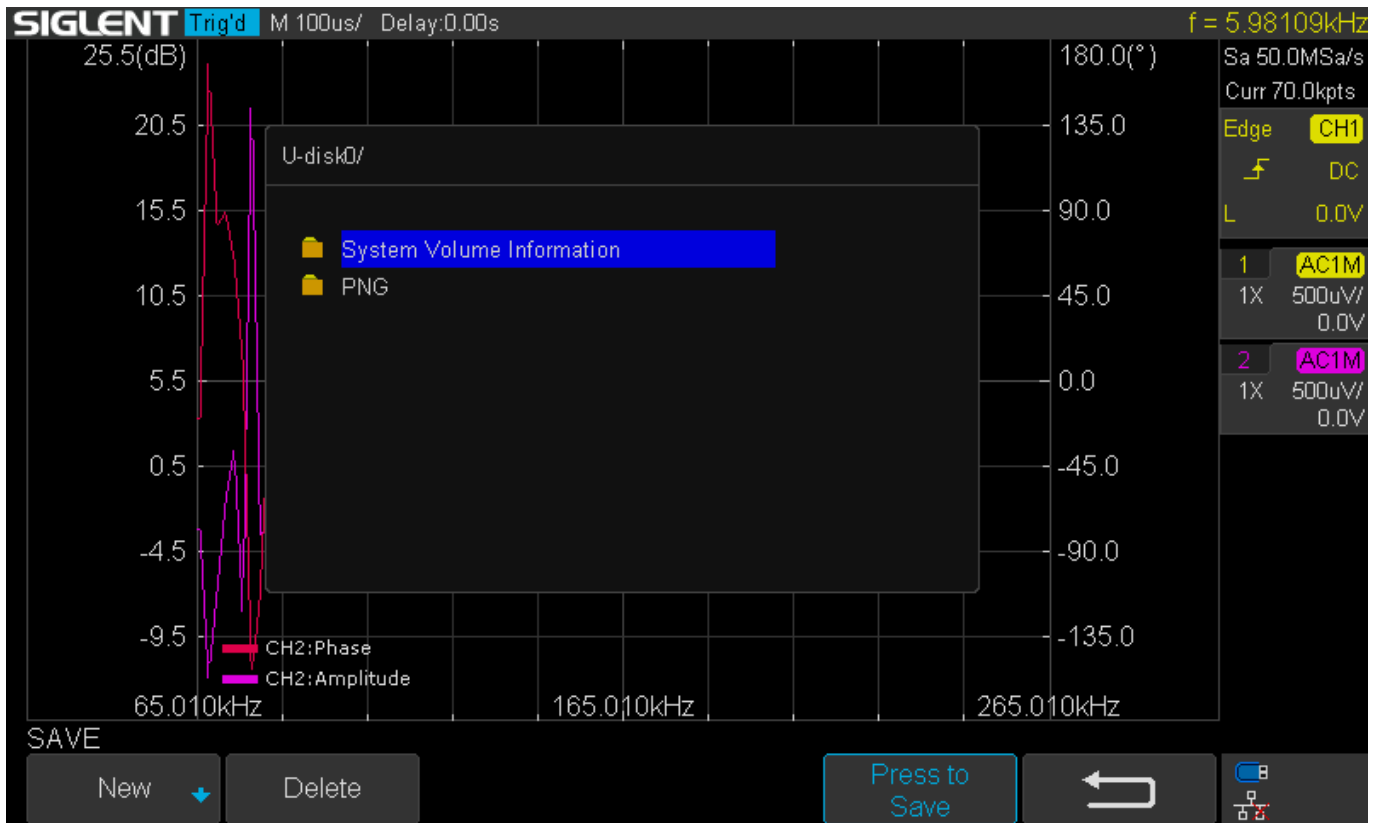 SIGLENT Trig'd M 100us/ Delay:0.00s f = 5.98109kHz
25.5(dB) 180.0(°) Sa 50.0MSa/s
Curr 70.0kpts
20.5 135.0 Edge CH1
U-disk0/
DC
15.5 90.0 L 0.0V
System Volume Information
1 AC1M
PNG
10.5 45.0 1X 500uV/
0.0V
2 AC1M
5.5 0.0
1X 500uV/
0.0V
0.5 -45.0
-4.5 -90.0
-9.5 -135.0
CH2:Phase
CH2:Amplitude
65.010kHz 165.010kHz 265.010kHz
SAVE
New Delete Press to
Save